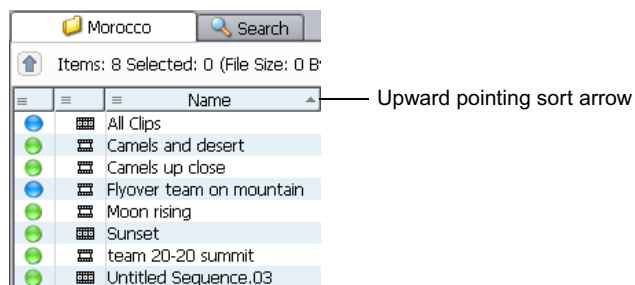 Morocco Search
Items: 8 Selected: 0 (File Size: 0
Name
Upward pointing sort arrow
All Clips
Camels and desert
Camels up close
Flyover team on mountain
Moon rising
Sunset
team 20-20 summit
Untitled Sequence.03